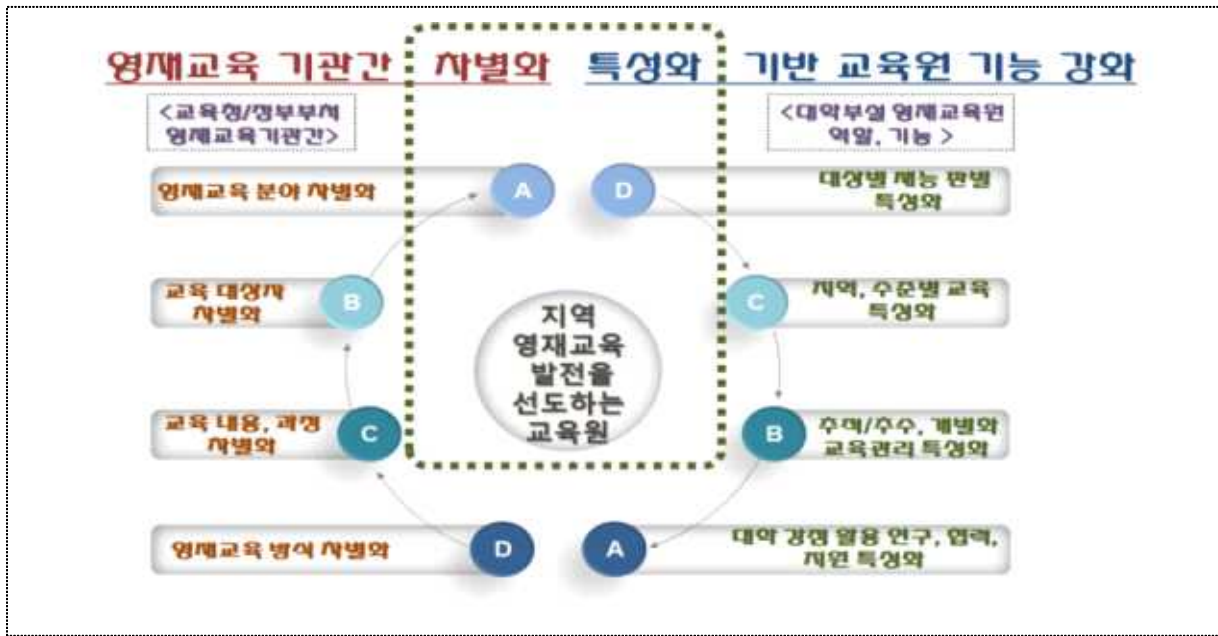 영재교육 기관간 차별화 특성화 기반 교육원 기능 강화
<교육청/정부부처
영재교육기관간>
<대학부설 영재교육원
역할, 기능 >
영재교육 분야 차별화
A
D
대상별 재능 판별
특성화
교육 대상자
차별화
B
C
지역, 수준별 교육
특성화
지역
영재교육
발전을
선도하는
교육원
교육 내용, 과정
차별화
C
B
추적/추수, 개별화
교육관리 특성화
영재교육 방식 차별화
D
A
대학 강점 활용 연구, 협력,
지원 특성화